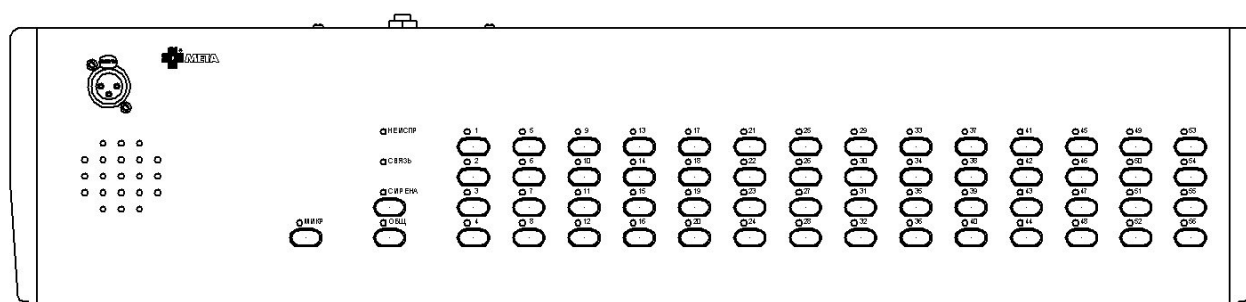 МЕТА
НЕИСПР 1 5 9 13 17 21 25 29 33 37 41 45 49 53
СВЯЗЬ 2 6 10 14 18 22 26 30 34 38 42 46 50 54
СИРЕНА 3 7 11 15 19 23 27 31 35 39 43 47 51 55
МИКР ОБЩ 4 8 12 16 20 24 28 32 36 40 44 48 52 56